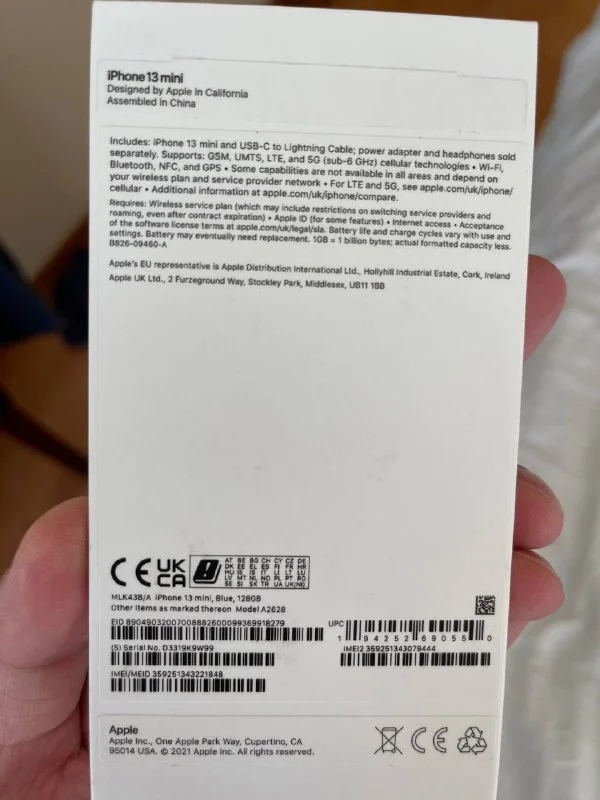 iPhone 13 mini
Designed by Apple in California
Assembled in China
Includes: iPhone 13 mini and USB-C to Lightning Cable; power adapter and headphones sold
separately. Supports: GSM, UMTS, LTE, and 5G (sub-6 GHz) cellular technologies • Wi-Fi,
Bluetooth, NFC, and GPS • Some capabilities are not available in all areas and depend on
your wireless plan and service provider network • For LTE and 5G, see apple.com/uk/iphone/
cellular • Additional information at apple.com/uk/iphone/compare.
Requires: Wireless service plan (which may include restrictions on switching service providers and
roaming, even after contract expiration) • Apple ID (for some features) • Internet access • Acceptance
of the software license terms at apple.com/uk/legal/sla. Battery life and charge cycles vary with use and
settings. Battery may eventually need replacement. 1GB = 1 billion bytes; actual formatted capacity less.
B826-09460-A
Apple's EU representative is Apple Distribution International Ltd., Hollyhill Industrial Estate, Cork, Ireland
Apple UK Ltd., 2 Furzeground Way, Stockley Park, Middlesex, UB11 1BB
CE UK CA
AT BE BG CH CY CZ DE
DK EE EL ES FI FR HR
HU IE IS IT LI LT LU
LV MT NL NO PL PT RO
SE SI SK TR UA UK(NI)
MLK43B/A iPhone 13 mini, Blue, 128GB
Other items as marked thereon Model A2628
EID 89049032007008882600099369918279
UPC
1 94252 69055 0
(S) Serial No. D3319K9W99
IMEI2 359251343079444
IMEI/MEID 359251343221848
Apple
Apple Inc., One Apple Park Way, Cupertino, CA
95014 USA. © 2021 Apple Inc. All rights reserved.
CE